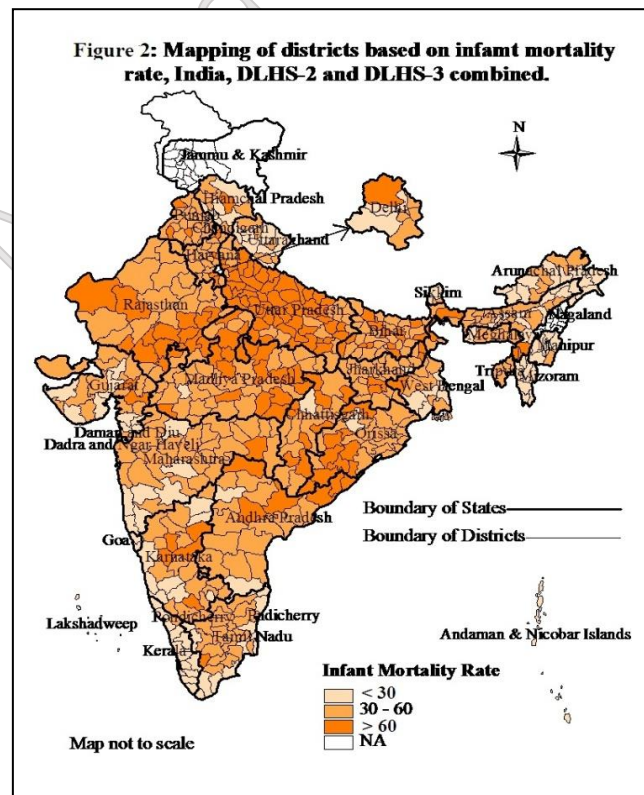 Figure 2: Mapping of districts based on infamt mortality
rate, India, DLHS-2 and DLHS-3 combined.
N
Jammu & Kashmir
Hiamchal Pradesh
Punjab
Chandigarh
Uttarakhand
Delhi
Haryana
Arunachal Pradesh
Sikkim
Rajasthan
Uttar Pradesh
Assam
Nagaland
Bihar
Meghalay
Manipur
Jharkhand
Tripura
Mizoram
Gujarat
Madhya Pradesh
West Bengal
Chhattisgarh
Daman and Diu
Orissa
Dadra and Ngar Haveli
Maharashtra
Boundary of States
Andhra Pradesh
Boundary of Districts
Goa
Karnataka
Lakshadweep
Pondicherry
Tamil Nadu
Andaman & Nicobar Islands
Kerala
Infant Mortality Rate
< 30
30 - 60
> 60
NA
Map not to scale